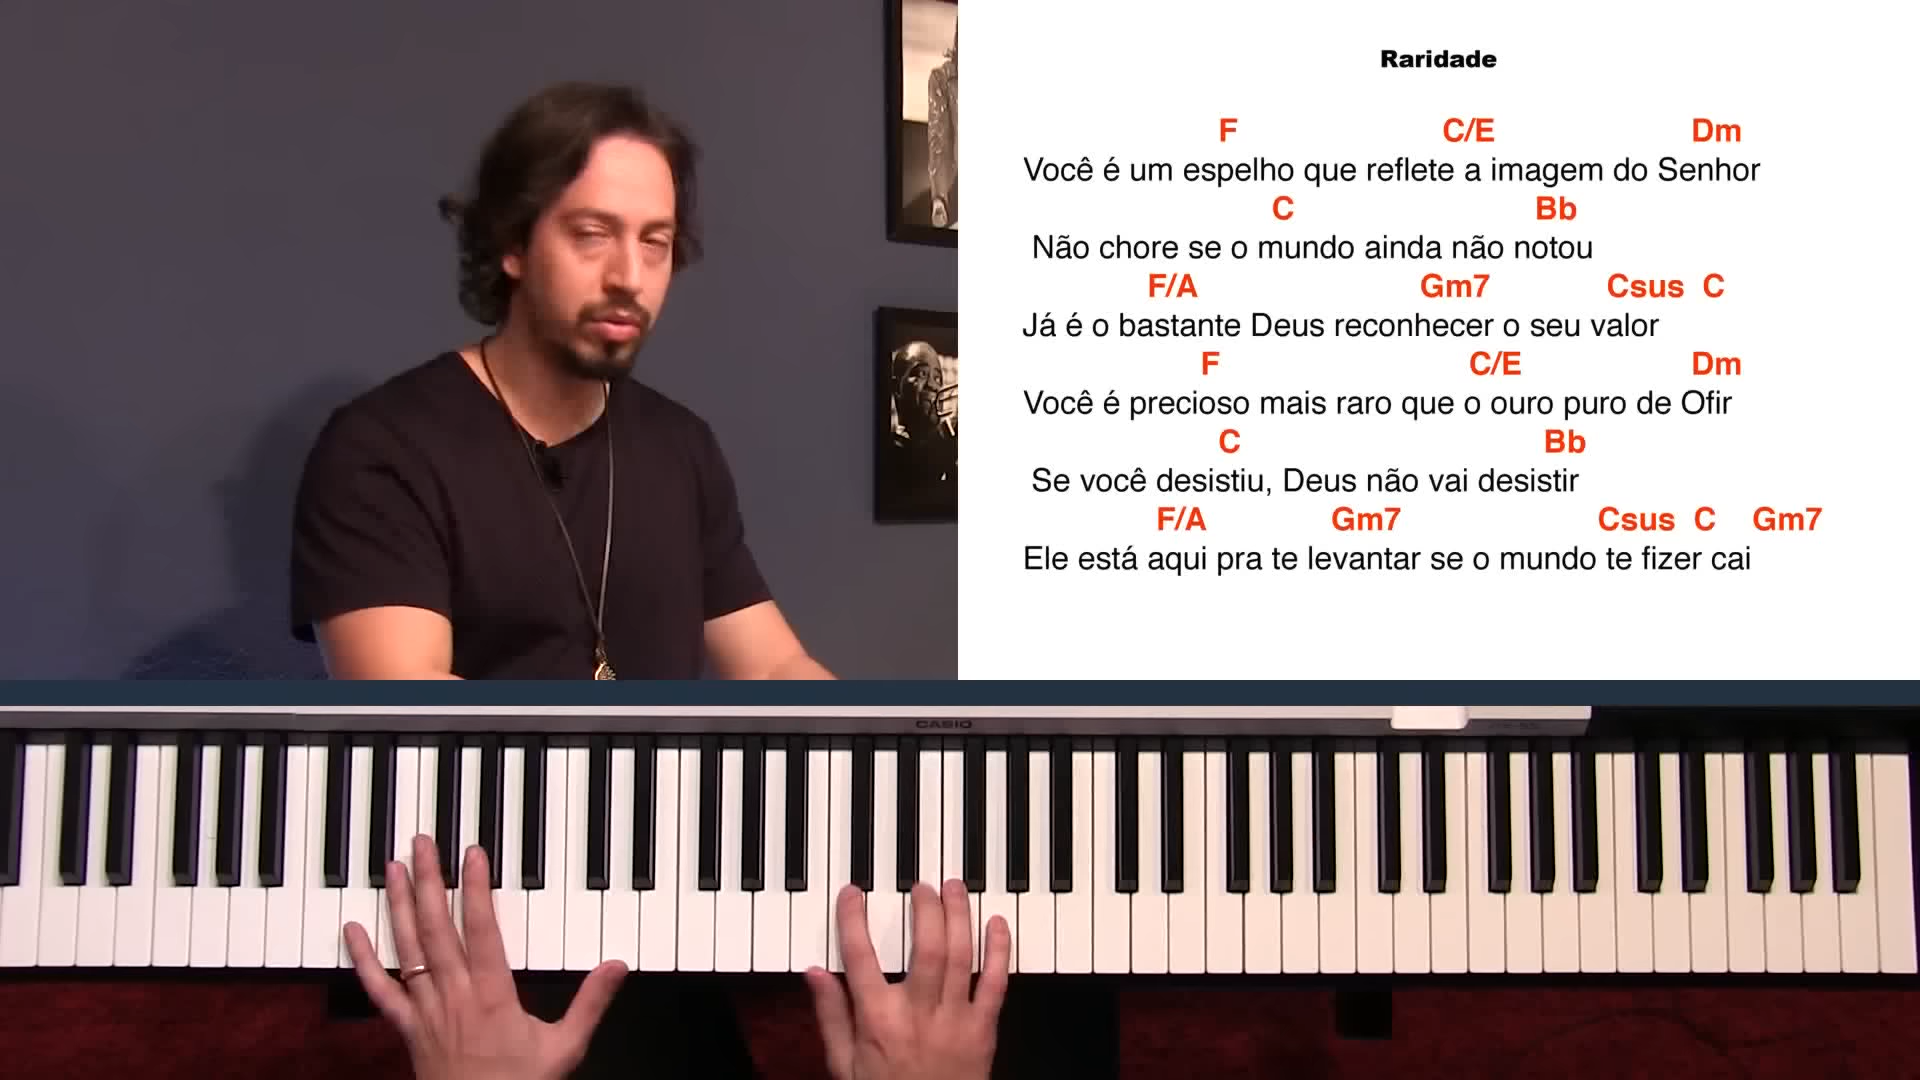 Raridade
F C/E Dm
Você é um espelho que reflete a imagem do Senhor
C Bb
Não chore se o mundo ainda não notou
F/A Gm7 Csus C
Já é o bastante Deus reconhecer o seu valor
F C/E Dm
Você é precioso mais raro que o ouro puro de Ofir
C Bb
Se você desistiu, Deus não vai desistir
F/A Gm7 Csus C Gm7
Ele está aqui pra te levantar se o mundo te fizer cai
CASIO